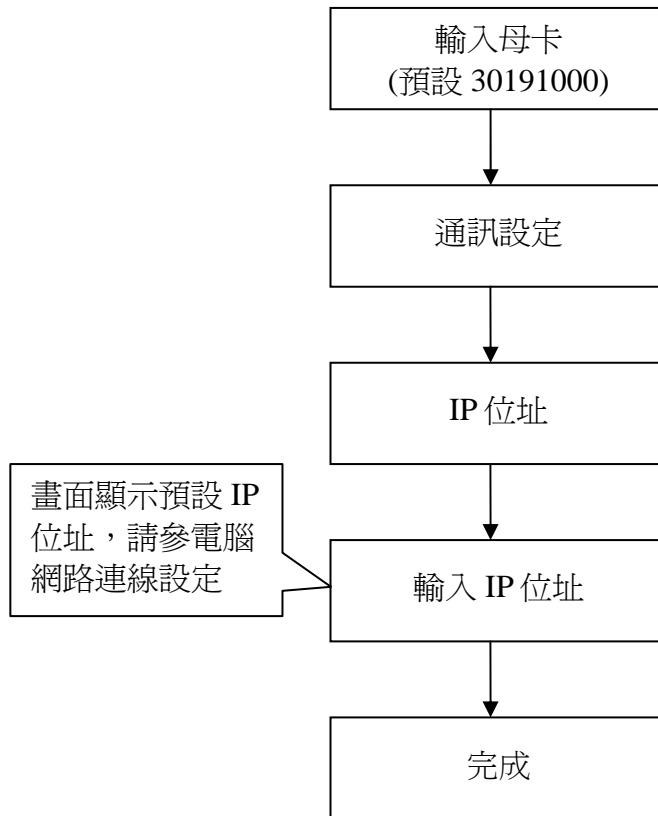 輸入母卡
(預設 30191000)
通訊設定
IP 位址
畫面顯示預設 IP
位址，請參電腦
網路連線設定
輸入 IP 位址
完成